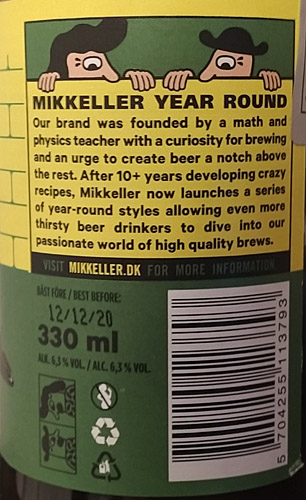 MIKKELLER YEAR ROUND
Our brand was founded by a math and
physics teacher with a curiosity for brewing
and an urge to create beer a notch above
the rest. After 10+ years developing crazy
recipes, Mikkeller now launches a series
of year-round styles allowing even more
thirsty beer drinkers to dive into our
passionate world of high quality brews.
VISIT MIKKELLER.DK FOR MORE INFORMATION.
BÄST FÖRE / BEST BEFORE:
12/12/20
330 ml
ALK. 6,3 % VOL. / ALC. 6,3 % VOL.
5 704255 113793